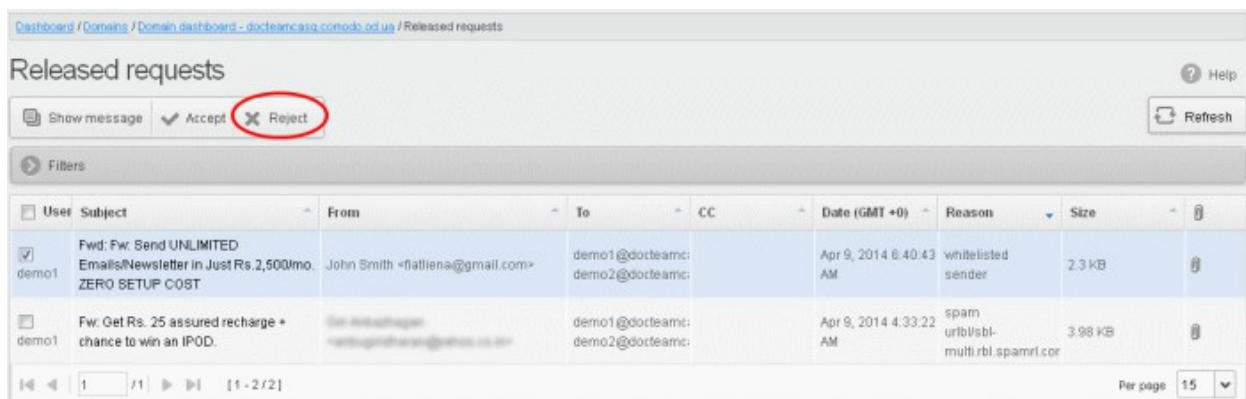 Dashboard / Domains / Domain dashboard - docteamcasg.comodo.od.ua / Released requests
Released requests
Help
Show message Accept Reject
Refresh
Filters
User Subject From To CC Date (GMT +0) Reason Size
Fwd: Fw: Send UNLIMITED
Emails/Newsletter in Just Rs.2,500/mo.
ZERO SETUP COST
demo1
John Smith <flatliena@gmail.com>
demo1@docteamc
demo2@docteamc
Apr 9, 2014 6:40:43
AM
whitelisted
sender
2.3 KB
Fw: Get Rs. 25 assured recharge +
chance to win an IPOD.
demo1
demo1@docteamc
demo2@docteamc
Apr 9, 2014 4:33:22
AM
spam
urlbl/sbl-
multi.rbl.spamrl.cor
3.98 KB
1 /1 [1 - 2 / 2]
Per page 15